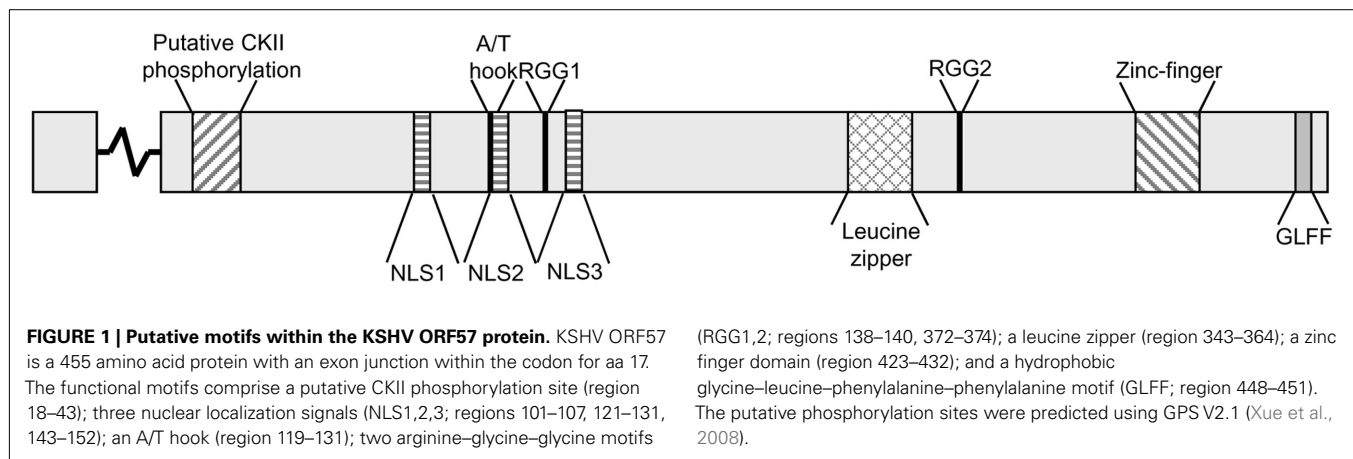 Putative CKII
phosphorylation
A/T
hook
RGG1
RGG2
Zinc-finger
NLS1
NLS2
NLS3
Leucine
zipper
GLFF
FIGURE 1 | Putative motifs within the KSHV ORF57 protein. KSHV ORF57
is a 455 amino acid protein with an exon junction within the codon for aa 17.
The functional motifs comprise a putative CKII phosphorylation site (region
18–43); three nuclear localization signals (NLS1,2,3; regions 101–107, 121–131,
143–152); an A/T hook (region 119–131); two arginine–glycine–glycine motifs
(RGG1,2; regions 138–140, 372–374); a leucine zipper (region 343–364); a zinc
finger domain (region 423–432); and a hydrophobic
glycine–leucine–phenylalanine–phenylalanine motif (GLFF; region 448–451).
The putative phosphorylation sites were predicted using GPS V2.1 (Xue et al.,
2008).